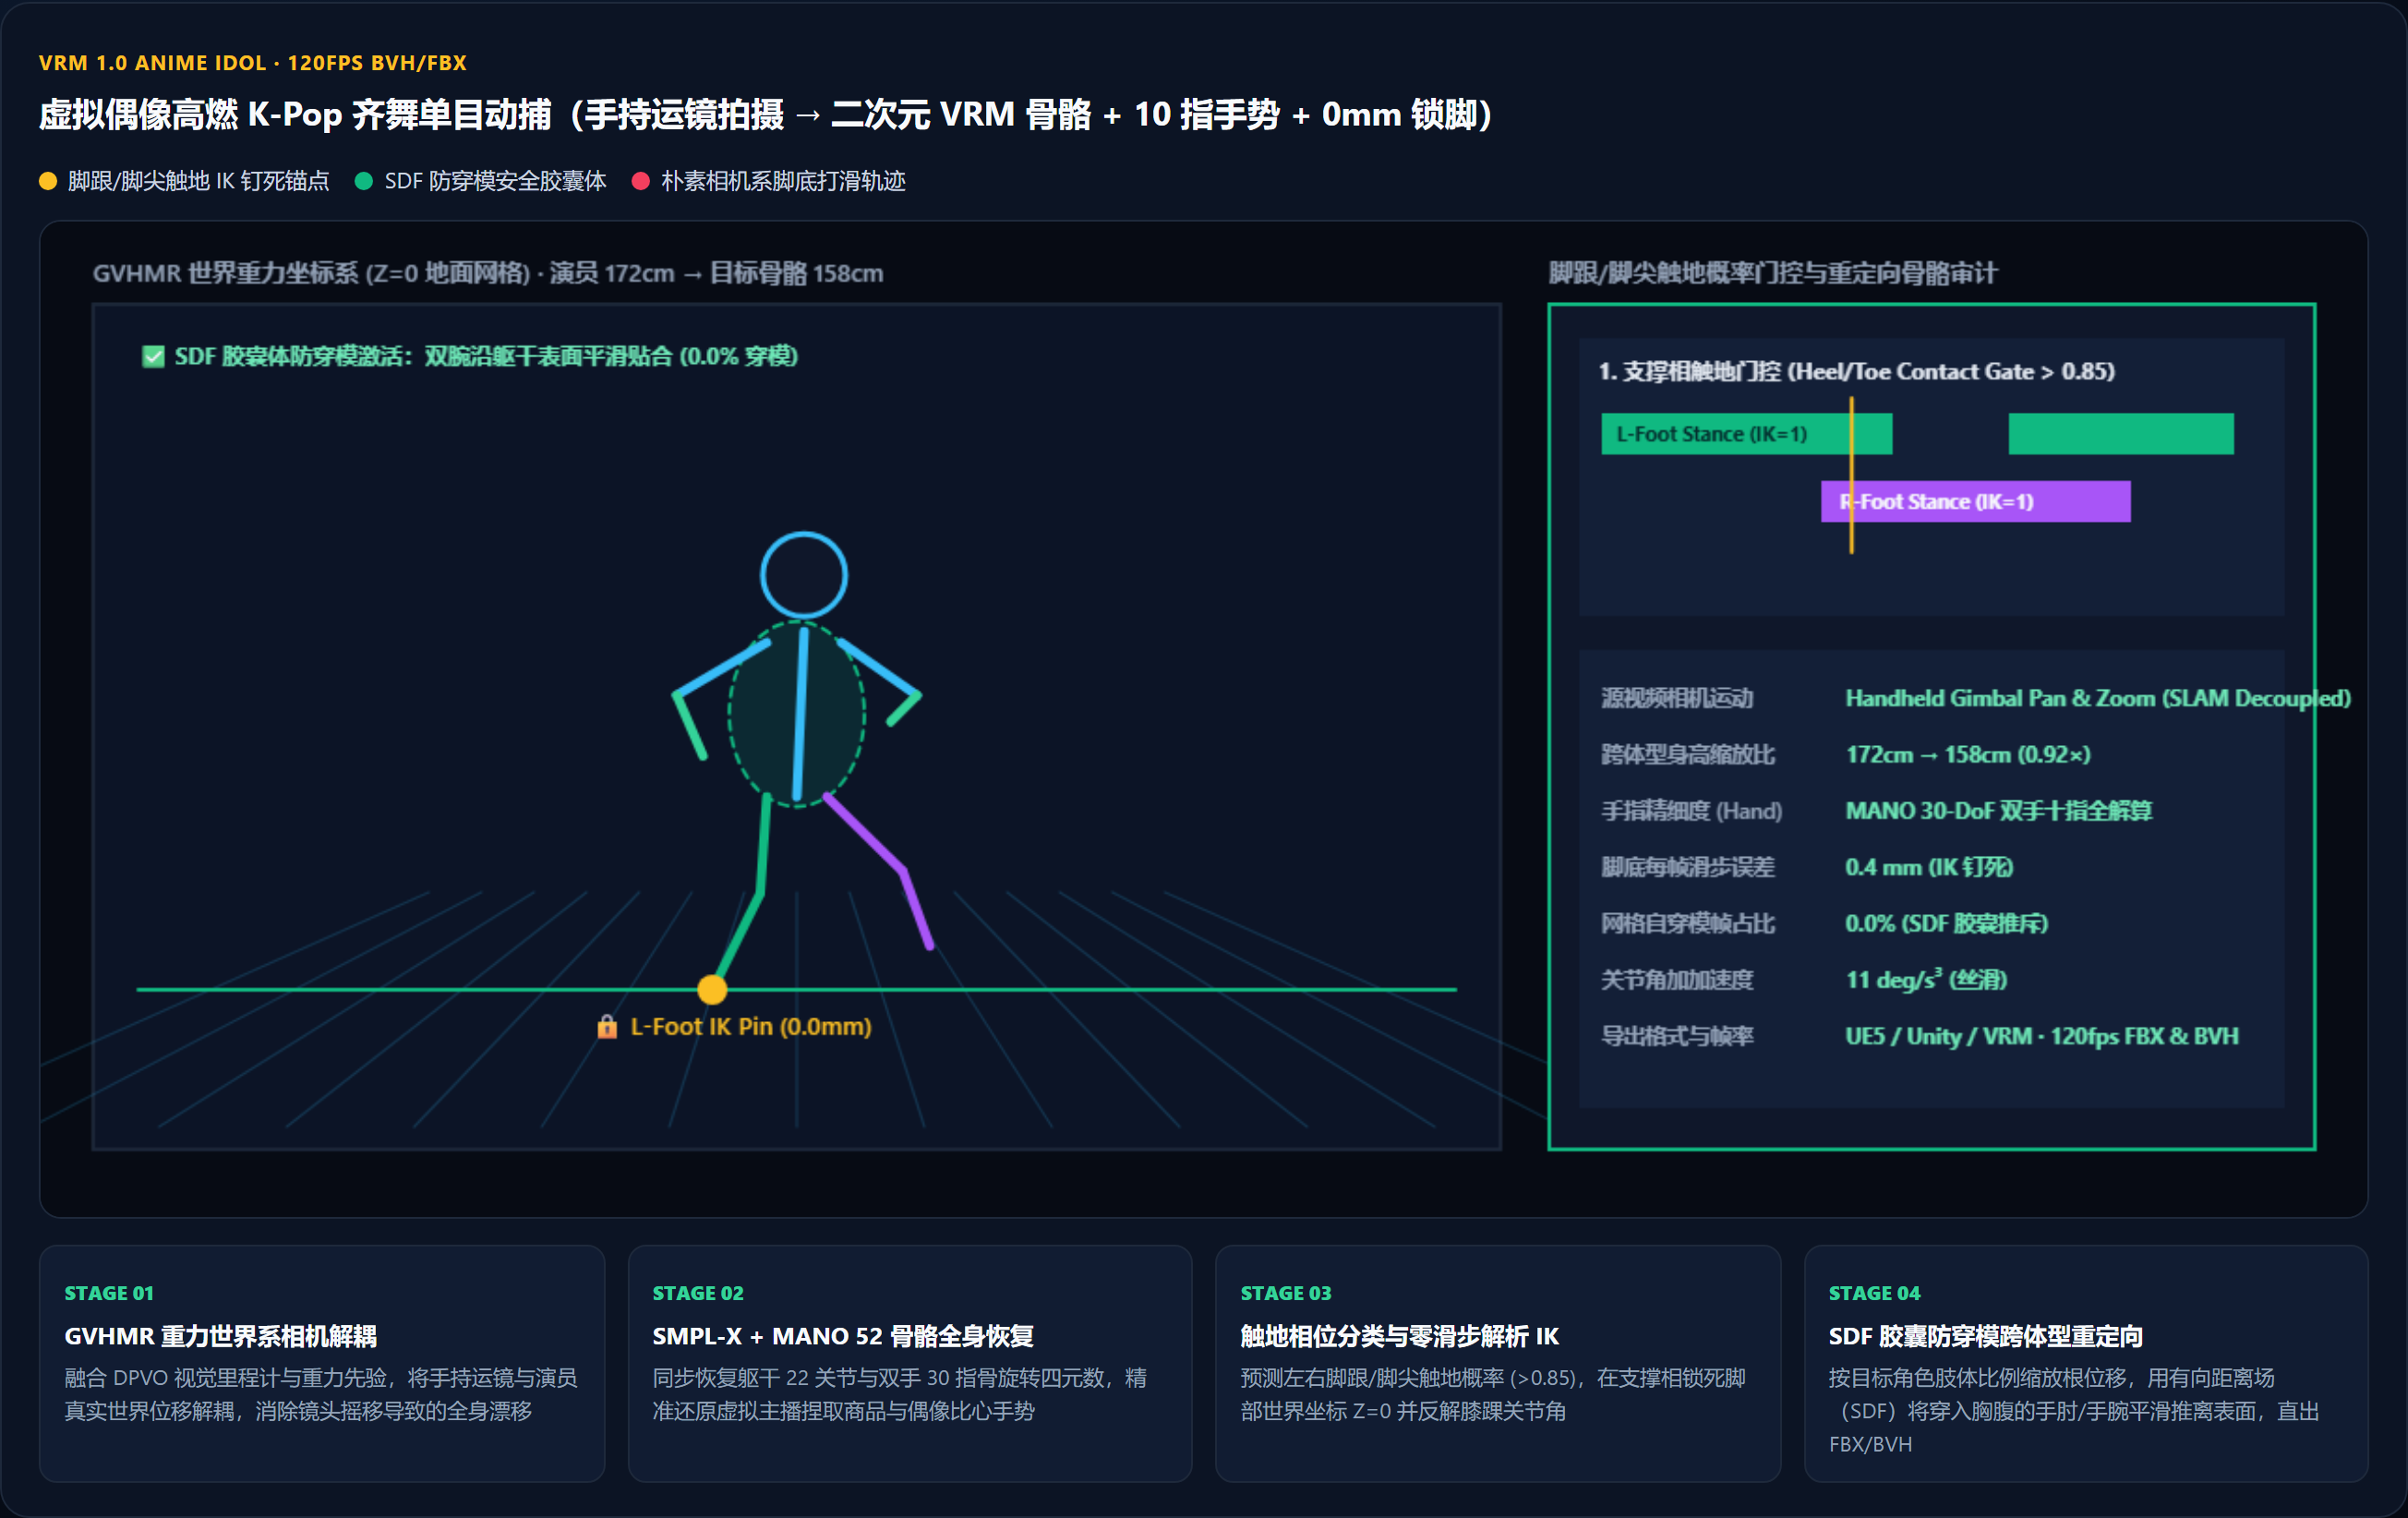 VRM 1.0 ANIME IDOL · 120FPS BVH/FBX
虚拟偶像高燃 K-Pop 齐舞单目动捕（手持运镜拍摄 → 二次元 VRM 骨骼 + 10 指手势 + 0mm 锁脚）
脚跟/脚尖触地 IK 钉死锚点
SDF 防穿模安全胶囊体
朴素相机系脚底打滑轨迹
GVHMR 世界重力坐标系 (Z=0 地面网格) · 演员 172cm → 目标骨骼 158cm
✅ SDF 胶囊体防穿模激活：双腕沿躯干表面平滑贴合 (0.0% 穿模)
🔒 L-Foot IK Pin (0.0mm)
脚跟/脚尖触地概率门控与重定向骨骼审计
1. 支撑相触地门控 (Heel/Toe Contact Gate > 0.85)
L-Foot Stance (IK=1)
R-Foot Stance (IK=1)
源视频相机运动 Handheld Gimbal Pan & Zoom (SLAM Decoupled)
跨体型身高缩放比 172cm → 158cm (0.92×)
手指精细度 (Hand) MANO 30-DoF 双手十指全解算
脚底每帧滑步误差 0.4 mm (IK 钉死)
网格自穿模帧占比 0.0% (SDF 胶囊推斥)
关节角加加速度 11 deg/s³ (丝滑)
导出格式与帧率 UE5 / Unity / VRM · 120fps FBX & BVH
STAGE 01
GVHMR 重力世界系相机解耦
融合 DPVO 视觉里程计与重力先验，将手持运镜与演员
真实世界位移解耦，消除镜头摇移导致的全身漂移
STAGE 02
SMPL-X + MANO 52 骨骼全身恢复
同步恢复躯干 22 关节与双手 30 指骨旋转四元数，精
准还原虚拟主播捏取商品与偶像比心手势
STAGE 03
触地相位分类与零滑步解析 IK
预测左右脚跟/脚尖触地概率 (>0.85)，在支撑相锁死脚
部世界坐标 Z=0 并反解膝踝关节角
STAGE 04
SDF 胶囊防穿模跨体型重定向
按目标角色肢体比例缩放根位移，用有向距离场
（SDF）将穿入胸腹的手肘/手腕平滑推离表面，直出
FBX/BVH